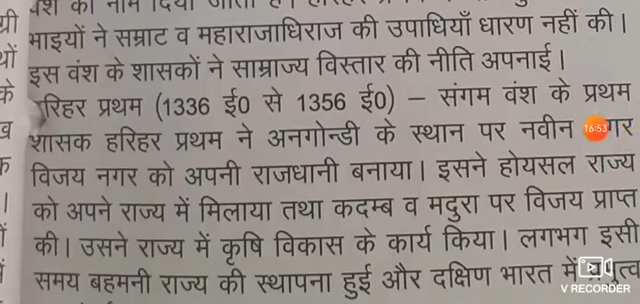 वंश का नाम दिया जाता है।
भाइयों ने सम्राट व महाराजाधिराज की उपाधियाँ धारण नहीं की।
इस वंश के शासकों ने साम्राज्य विस्तार की नीति अपनाई।
रिहर प्रथम (1336 ई0 से 1356 ई0) – संगम वंश के प्रथम
शासक हरिहर प्रथम ने अनगोन्डी के स्थान पर नवीन गर
16:53
विजय नगर को अपनी राजधानी बनाया। इसने होयसल राज्य
को अपने राज्य में मिलाया तथा कदम्ब व मदुरा पर विजय प्राप्त
की। उसने राज्य में कृषि विकास के कार्य किया। लगभग इसी
समय बहमनी राज्य की स्थापना हुई और दक्षिण भारत में
V RECORDER